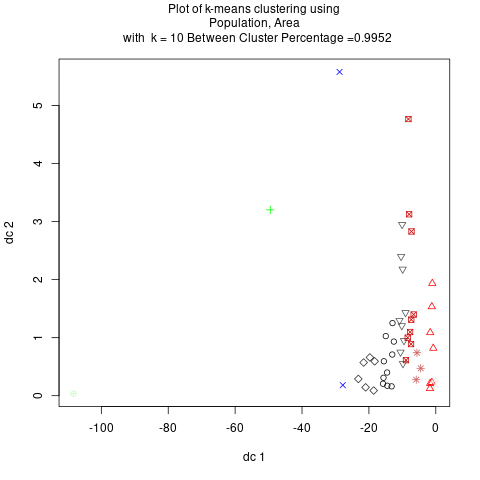 Plot of k-means clustering using
Population, Area
with k = 10 Between Cluster Percentage =0.9952
dc 2
5
4
3
2
1
0
-100
-80
-60
-40
-20
0
dc 1